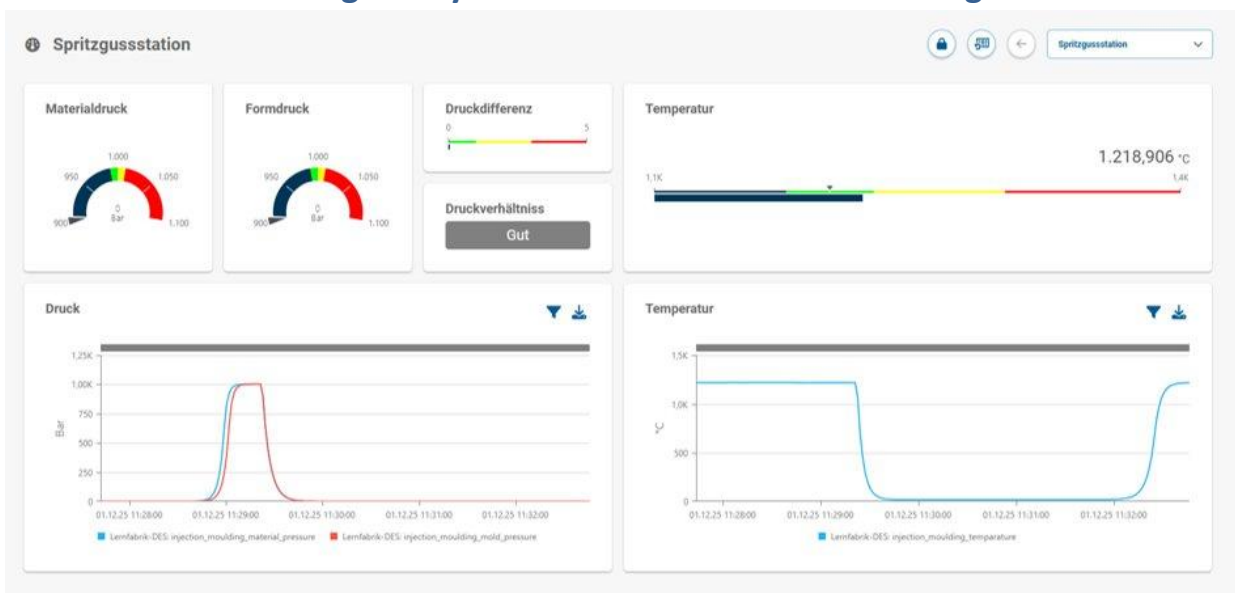 Spritzgussstation
Spritzgussstation
Materialdruck
1.000
950
1.050
900
0
Bar
1.100
Formdruck
1.000
950
1.050
900
0
Bar
1.100
Druckdifferenz
0 5
Druckverhältniss
Gut
Temperatur
1.218,906 °C
1,1K 1,4K
Druck
1,25K
1,00K
750
500
250
0
Bar
01.12.25 11:28:00 01.12.25 11:29:00 01.12.25 11:30:00 01.12.25 11:31:00 01.12.25 11:32:00
Lernfabrik-DES: injection_moulding_material_pressure Lernfabrik-DES: injection_moulding_mold_pressure
Temperatur
1,5K
1,0K
500
0
°C
01.12.25 11:28:00 01.12.25 11:29:00 01.12.25 11:30:00 01.12.25 11:31:00 01.12.25 11:32:00
Lernfabrik-DES: injection_moulding_temparature